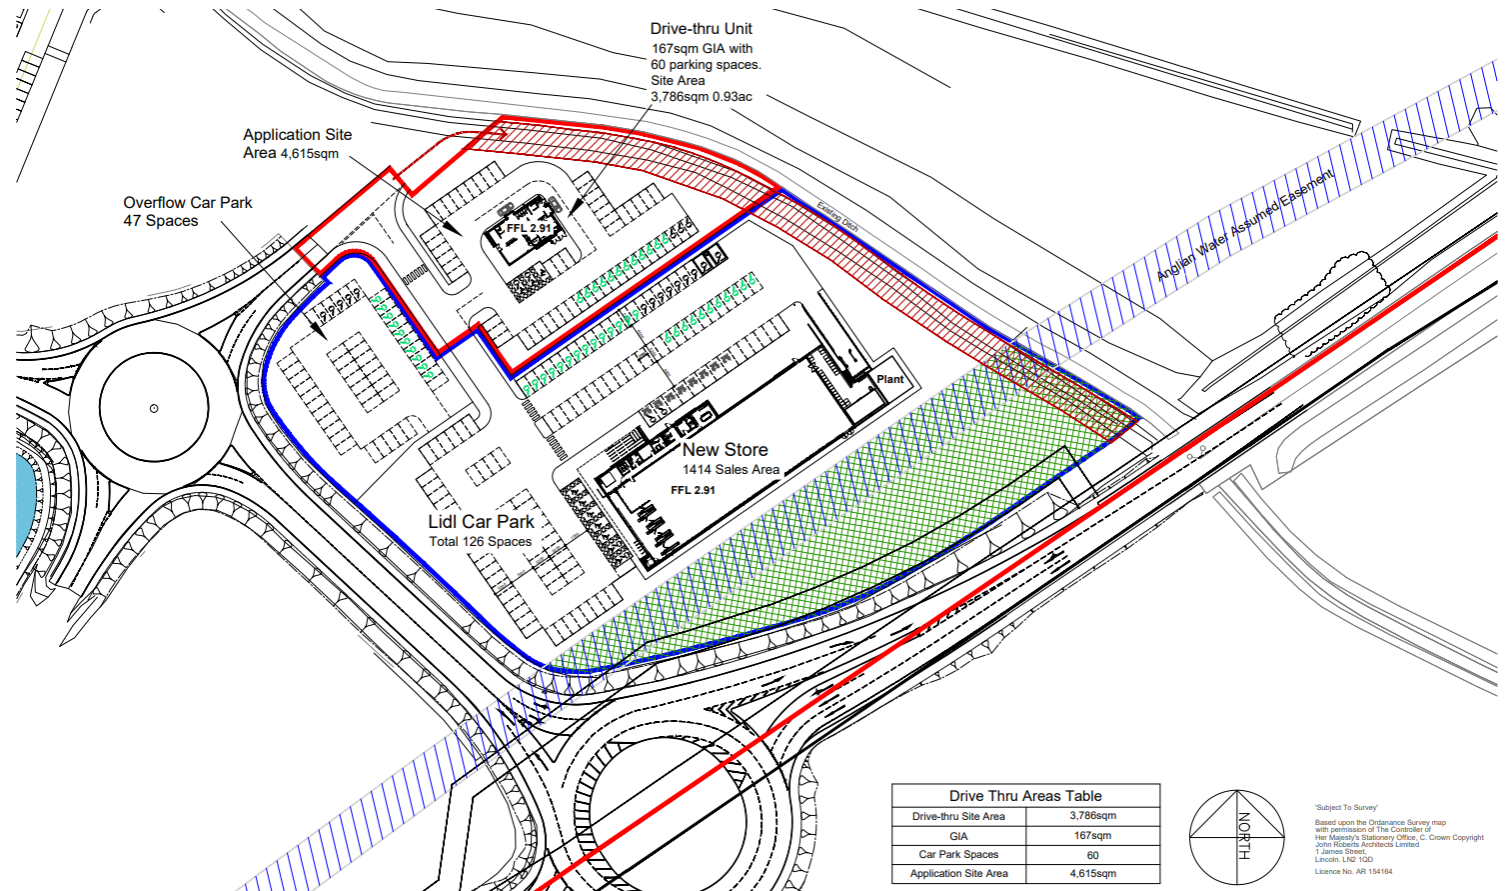 Drive-thru Unit
167sqm GIA with
60 parking spaces.
Site Area
3,786sqm 0.93ac
Application Site
Area 4,615sqm
Overflow Car Park
47 Spaces
FFL 2.91
Existing Ditch
Anglian Water Assumed Easement
Plant
New Store
1414 Sales Area
FFL 2.91
Lidl Car Park
Total 126 Spaces
Drive Thru Areas Table
Drive-thru Site Area 3,786sqm
GIA 167sqm
Car Park Spaces 60
Application Site Area 4,615sqm
NORTH
'Subject To Survey'
Based upon the Ordanance Survey map
with permission of The Controller of
Her Majesty's Stationery Office, C. Crown Copyright
John Roberts Architects Limited
1 James Street,
Lincoln. LN2 1QD
Licence No. AR 154164